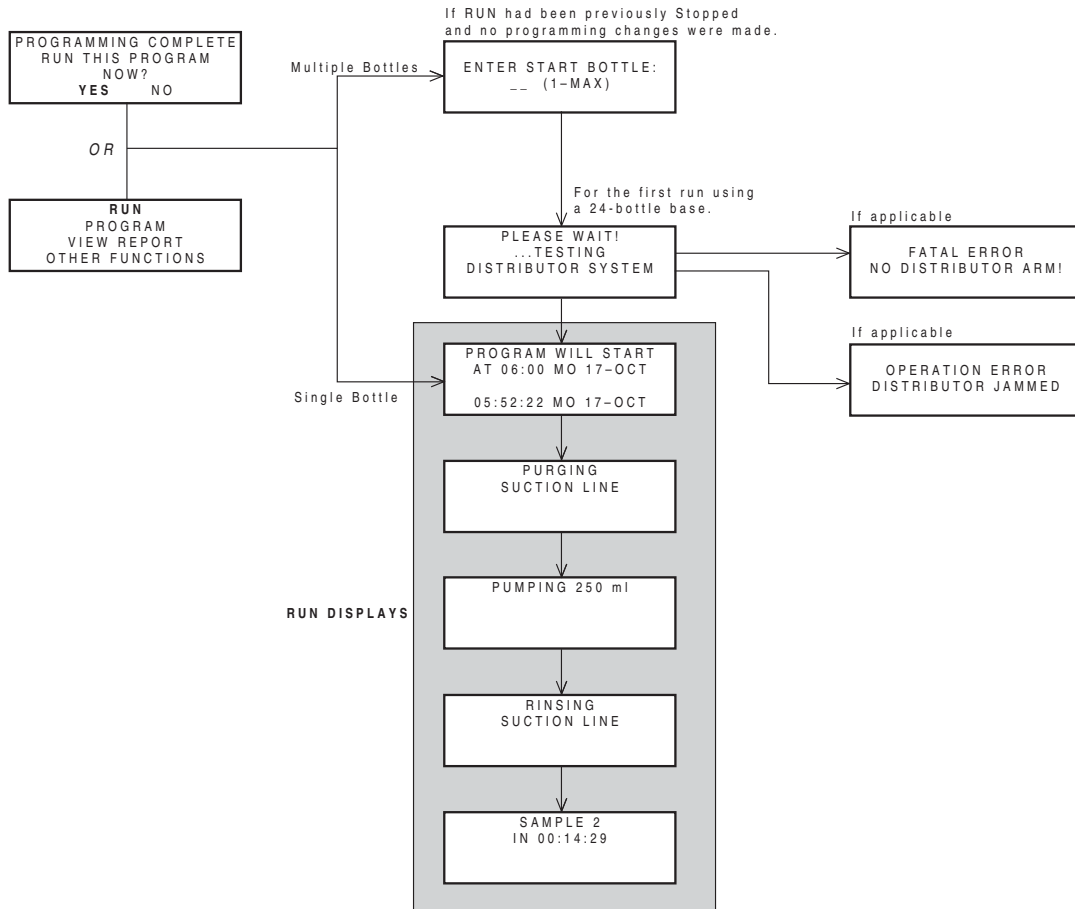 If RUN had been previously Stopped
and no programming changes were made.
PROGRAMMING COMPLETE
RUN THIS PROGRAM
NOW?
YES NO
Multiple Bottles
ENTER START BOTTLE:
__ (1–MAX)
OR
For the first run using
a 24-bottle base.
RUN
PROGRAM
VIEW REPORT
OTHER FUNCTIONS
PLEASE WAIT!
...TESTING
DISTRIBUTOR SYSTEM
If applicable
FATAL ERROR
NO DISTRIBUTOR ARM!
If applicable
OPERATION ERROR
DISTRIBUTOR JAMMED
Single Bottle
PROGRAM WILL START
AT 06:00 MO 17–OCT
05:52:22 MO 17–OCT
PURGING
SUCTION LINE
RUN DISPLAYS
PUMPING 250 ml
RINSING
SUCTION LINE
SAMPLE 2
IN 00:14:29